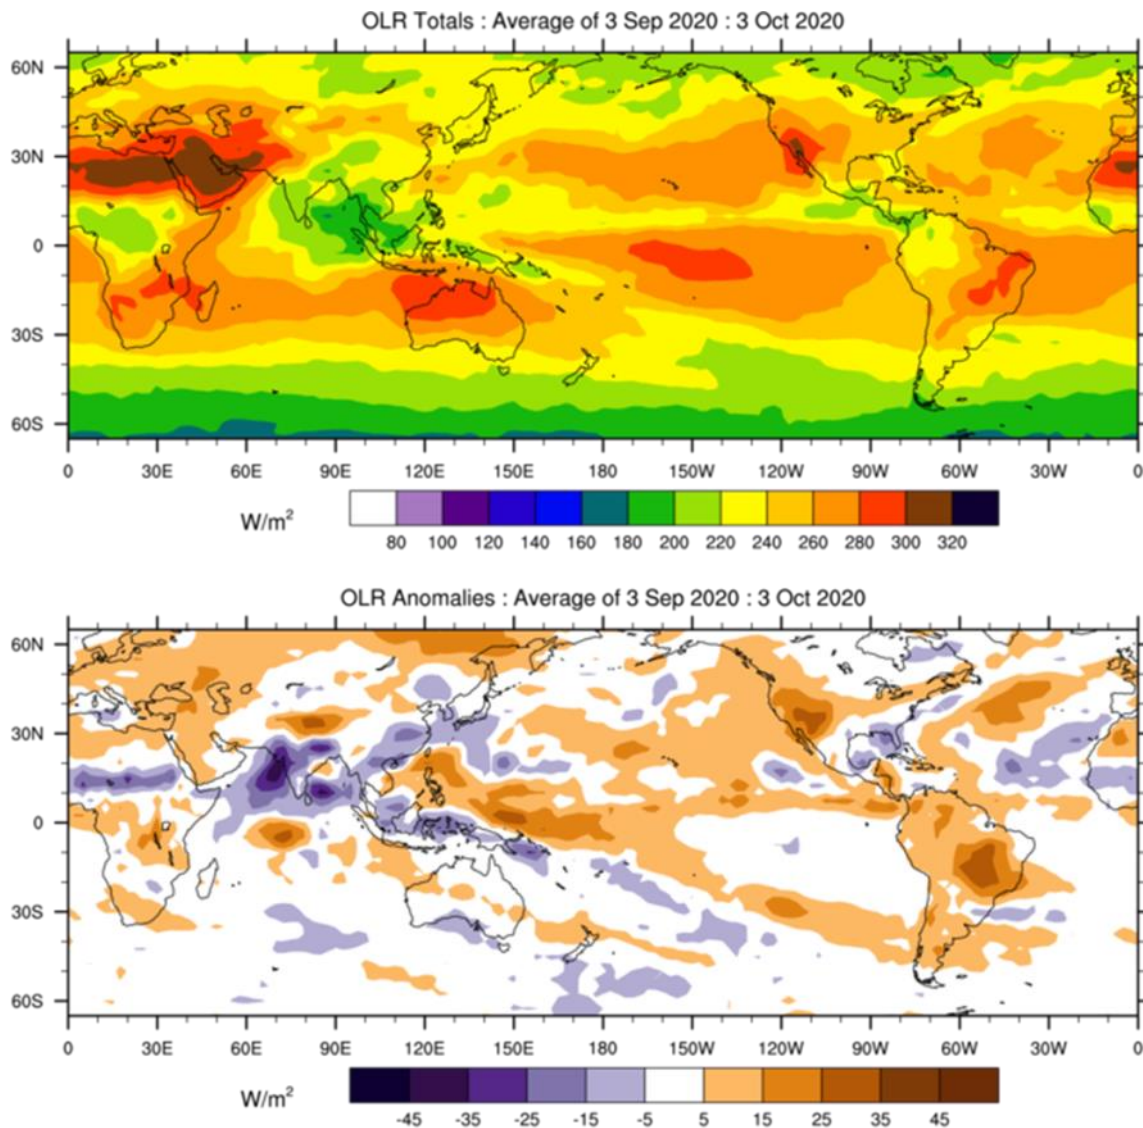 OLR Totals : Average of 3 Sep 2020 : 3 Oct 2020
60N
30N
0
30S
60S
0 30E 60E 90E 120E 150E 180 150W 120W 90W 60W 30W 0
W/m²
80 100 120 140 160 180 200 220 240 260 280 300 320
OLR Anomalies : Average of 3 Sep 2020 : 3 Oct 2020
60N
30N
0
30S
60S
0 30E 60E 90E 120E 150E 180 150W 120W 90W 60W 30W 0
W/m²
-45 -35 -25 -15 -5 5 15 25 35 45